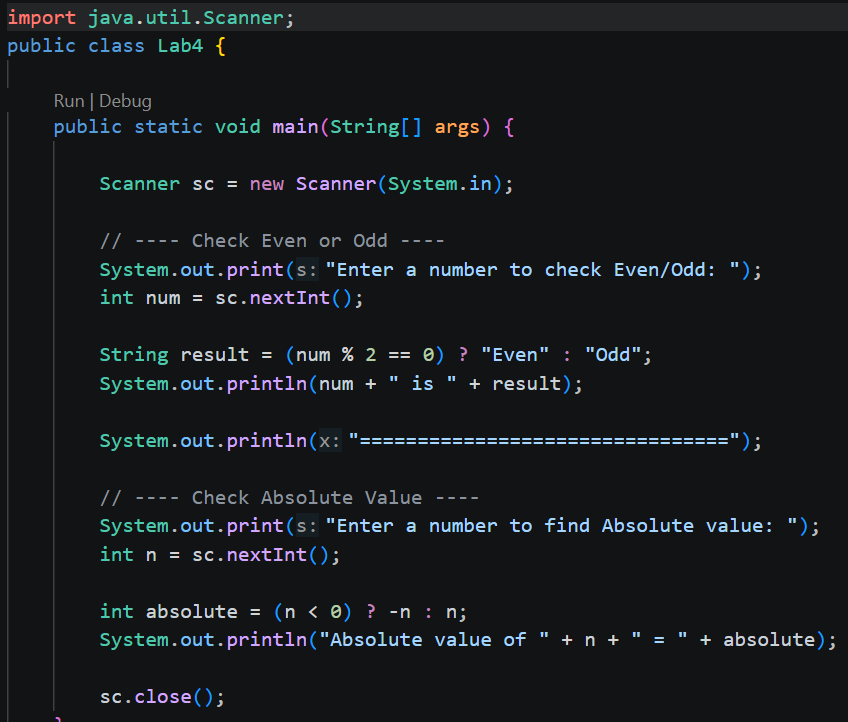 import java.util.Scanner;
public class Lab4 {
Run | Debug
public static void main(String[] args) {
Scanner sc = new Scanner(System.in);
// ---- Check Even or Odd ----
System.out.print(s: "Enter a number to check Even/Odd: ");
int num = sc.nextInt();
String result = (num % 2 == 0) ? "Even" : "Odd";
System.out.println(num + " is " + result);
System.out.println(x: "================================");
// ---- Check Absolute Value ----
System.out.print(s: "Enter a number to find Absolute value: ");
int n = sc.nextInt();
int absolute = (n < 0) ? -n : n;
System.out.println("Absolute value of " + n + " = " + absolute);
sc.close();
}